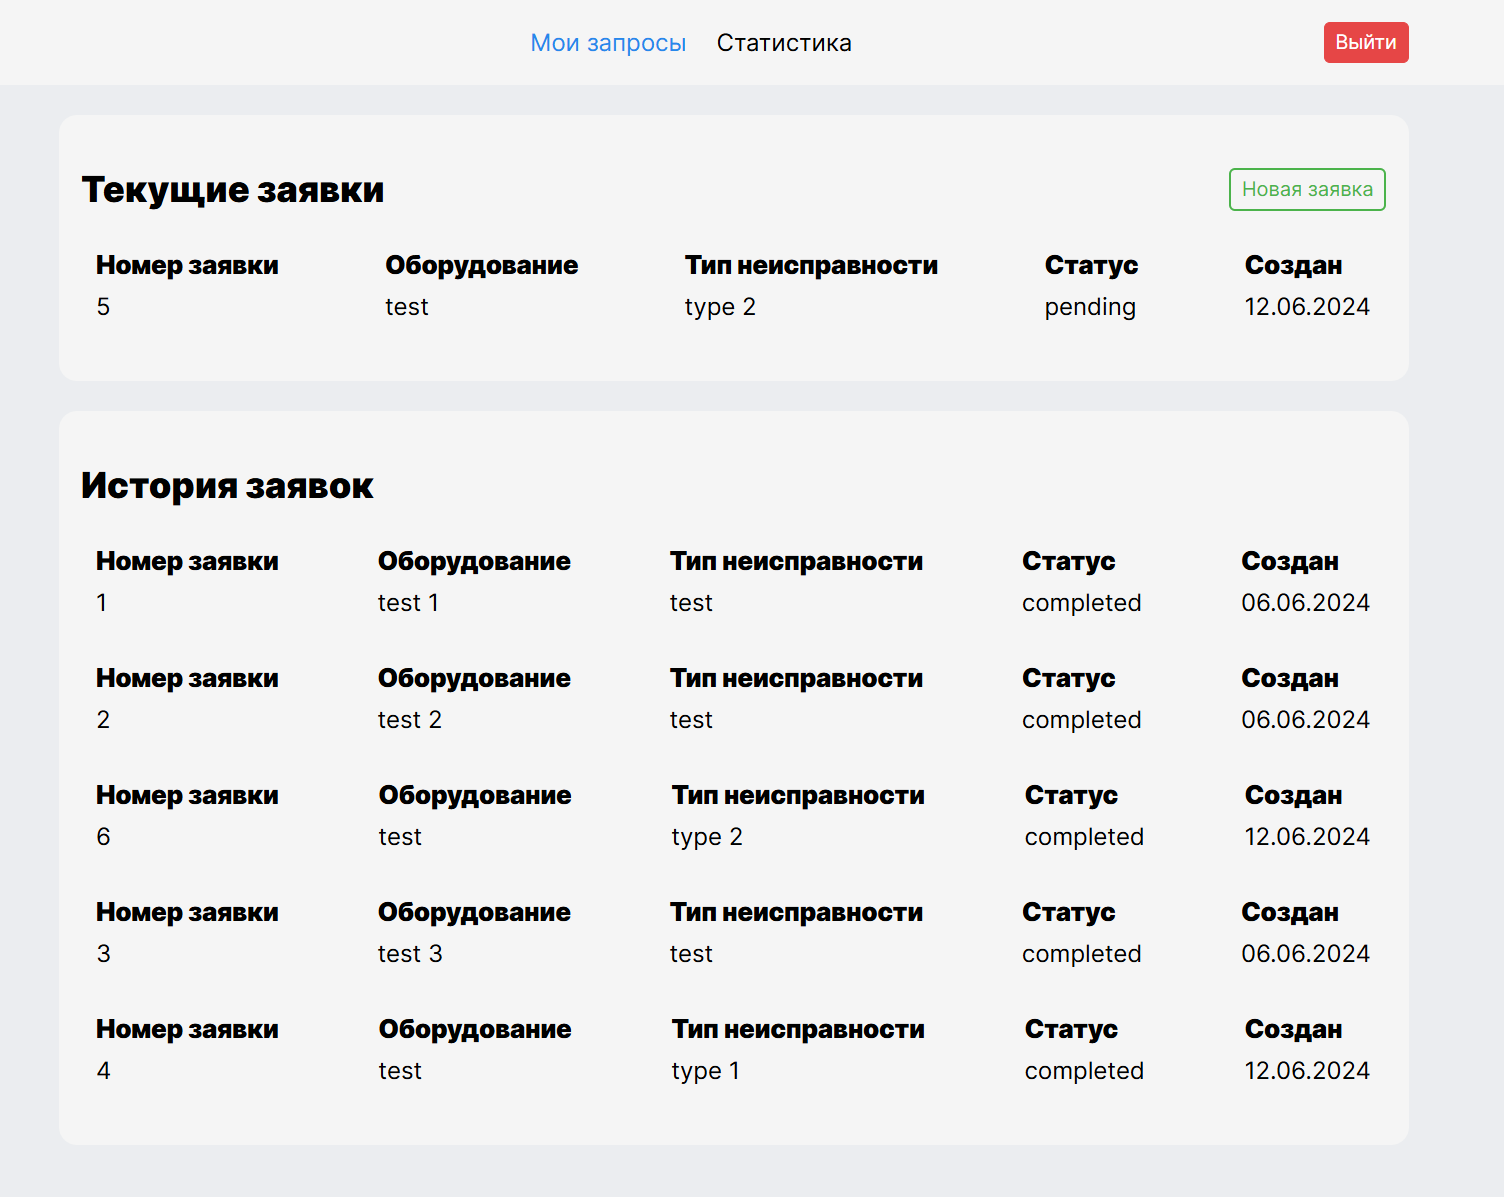 Мои запросы Статистика Выйти
Текущие заявки Новая заявка
Номер заявки Оборудование Тип неисправности Статус Создан
5 test type 2 pending 12.06.2024
История заявок
Номер заявки Оборудование Тип неисправности Статус Создан
1 test 1 test completed 06.06.2024
Номер заявки Оборудование Тип неисправности Статус Создан
2 test 2 test completed 06.06.2024
Номер заявки Оборудование Тип неисправности Статус Создан
6 test type 2 completed 12.06.2024
Номер заявки Оборудование Тип неисправности Статус Создан
3 test 3 test completed 06.06.2024
Номер заявки Оборудование Тип неисправности Статус Создан
4 test type 1 completed 12.06.2024